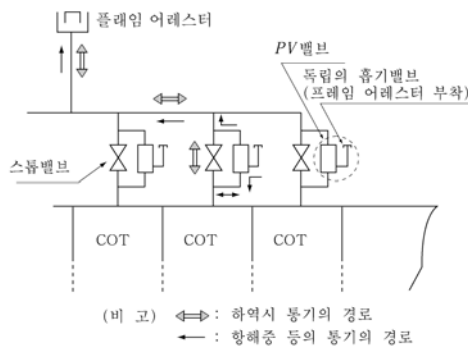 플래임 어레스터
PV밸브
독립의 흡기밸브
(프레임 어레스터 부착)
스톱밸브
COT COT COT
(비 고) : 하역시 통기의 경로
: 항해중 등의 통기의 경로